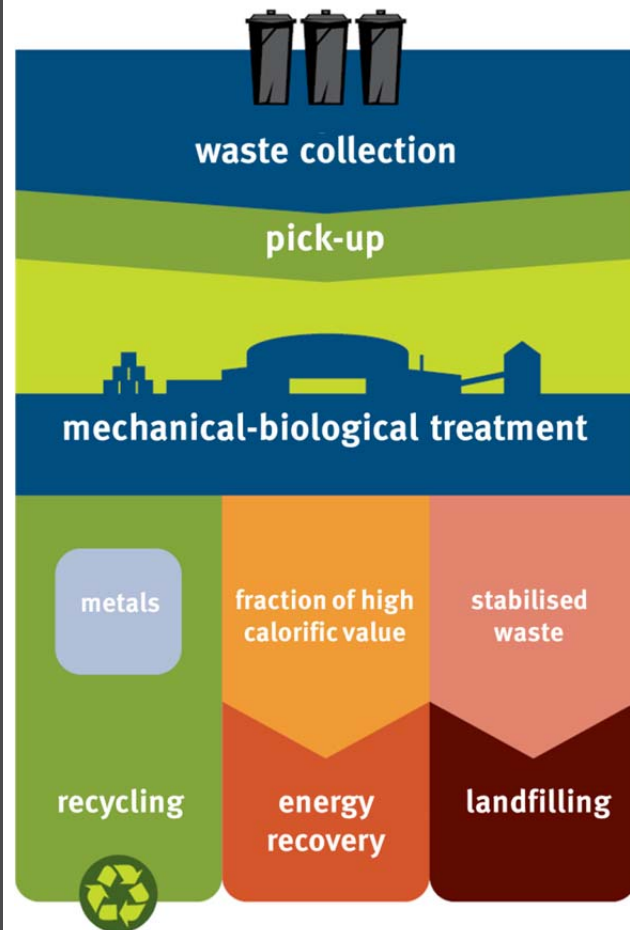 waste collection
pick-up
mechanical-biological treatment
metals
fraction of high
calorific value
stabilised
waste
recycling
energy
recovery
landfilling